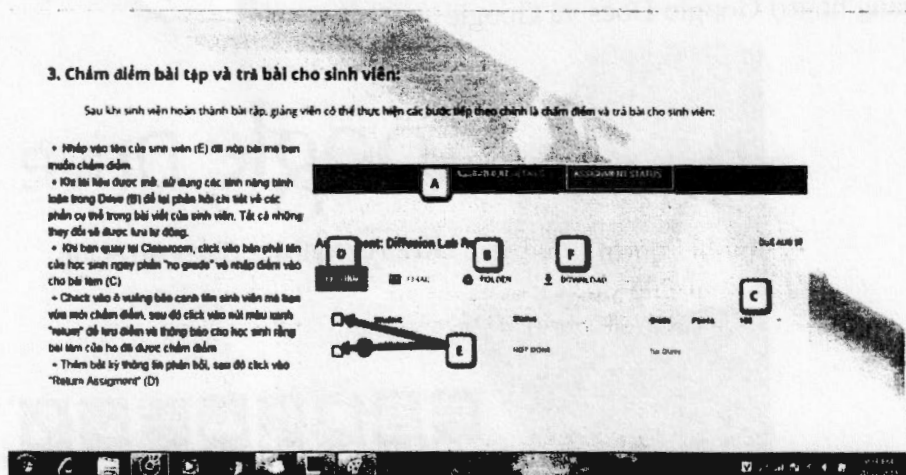 3. Chấm điểm bài tập và trả bài cho sinh viên:
Sau khi sinh viên hoàn thành bài tập, giảng viên có thể thực hiện các bước tiếp theo chính là chấm điểm và trả bài cho sinh viên:
• Nhấp vào tên của sinh viên (E) đã nộp bài mà bạn
muốn chấm điểm
• Khi tài liệu được mở, sử dụng các tính năng bình
luận trong Drive (B) để lại phản hồi chi tiết về các
phần cụ thể trong bài viết của sinh viên. Tất cả những
thay đổi sẽ được lưu tự động.
• Khi bạn quay lại Classroom, click vào bên phải tên
của học sinh ngay phần "no grade" và nhập điểm vào
cho bài làm (C)
• Check vào ô vuông bên cạnh tên sinh viên mà bạn
vừa mới chấm điểm, sau đó click vào nút màu xanh
"return" để lưu điểm và thông báo cho học sinh rằng
bài làm của họ đã được chấm điểm
• Thêm bất kỳ thông tin phản hồi, sau đó click vào
"Return Assigment" (D)
A
ASSIGNMENT STATUS
Diffusion Lab
D
B
F
EMAIL
FOLDER
DOWNLOAD
C
Student
100
E
NOT DONE